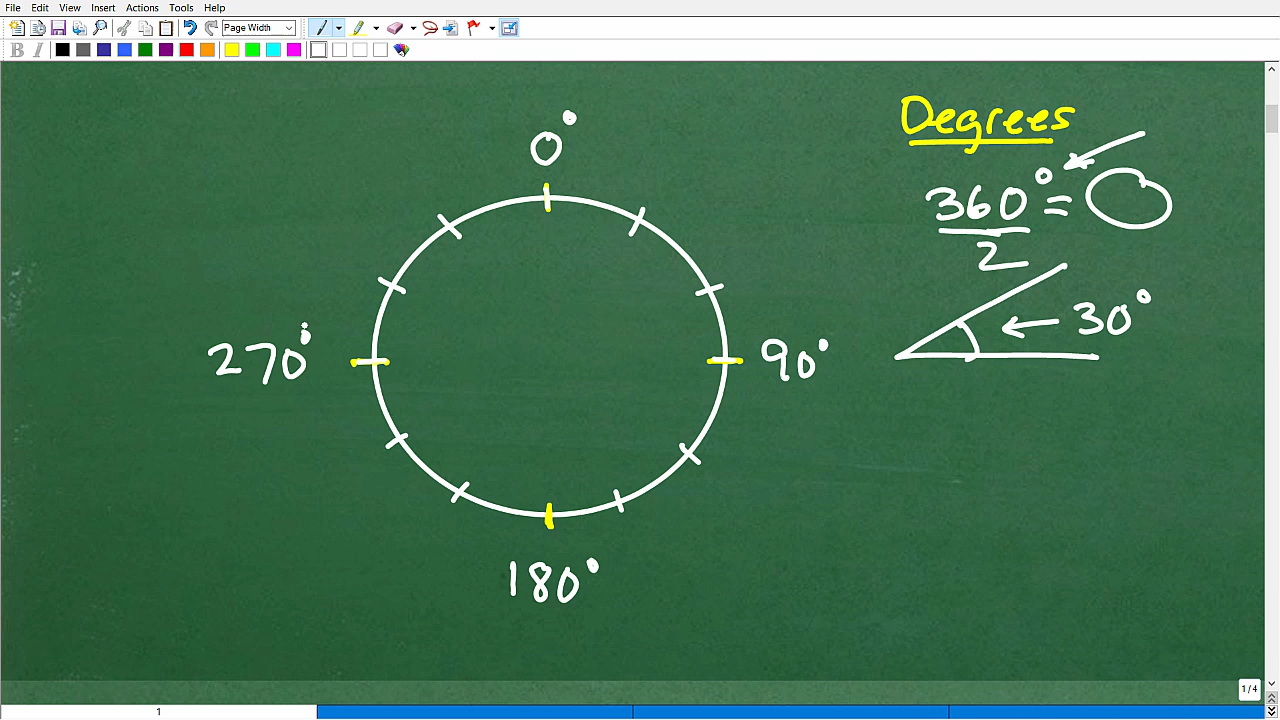 File Edit View Insert Actions Tools Help
Page Width
B I
Degrees
0°
360° =
2
30°
270°
90°
180°
1/4
1